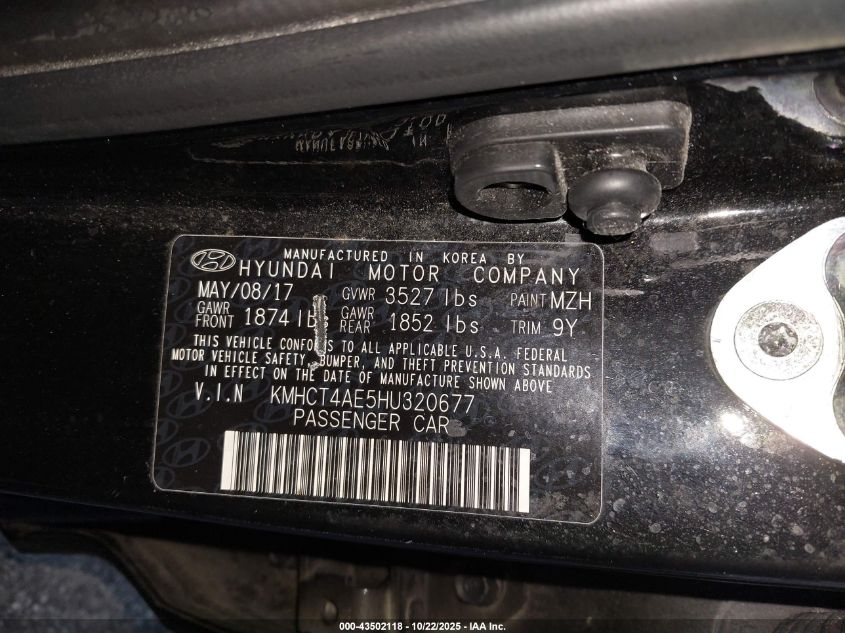 MANUFACTURED IN KOREA BY
HYUNDAI MOTOR COMPANY
MAY/08/17 GVWR 3527 lbs PAINT MZH
GAWR FRONT 1874 lb GAWR REAR 1852 lbs TRIM 9Y
THIS VEHICLE CONFORMS TO ALL APPLICABLE U.S.A. FEDERAL
MOTOR VEHICLE SAFETY, BUMPER, AND THEFT PREVENTION STANDARDS
IN EFFECT ON THE DATE OF MANUFACTURE SHOWN ABOVE
V.I.N KMHCT4AE5HU320677
PASSENGER CAR
000-43502118 - 10/22/2025 - IAA Inc.